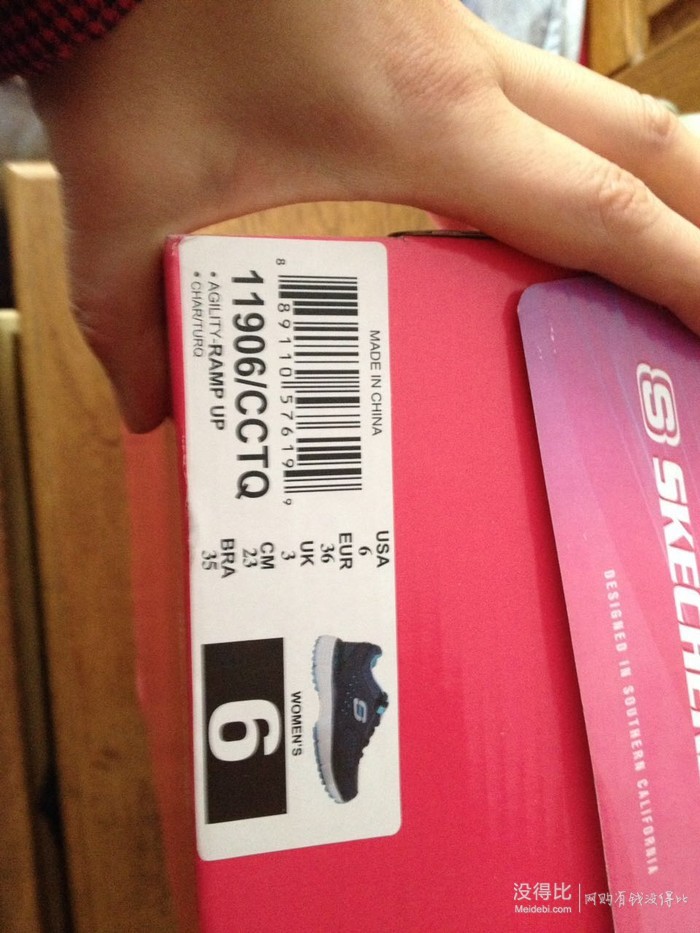 MADE IN CHINA
8 89110 57619 9
11906/CCTQ
• AGILITY-RAMP UP
• CHAR/TURQ
USA
6
EUR
36
UK
3
CM
23
BRA
35
WOMEN'S
6
S SKECHERS
DESIGNED IN SOUTHERN CALIFORNIA
没得比
Meidebi.com
网购有钱没得比